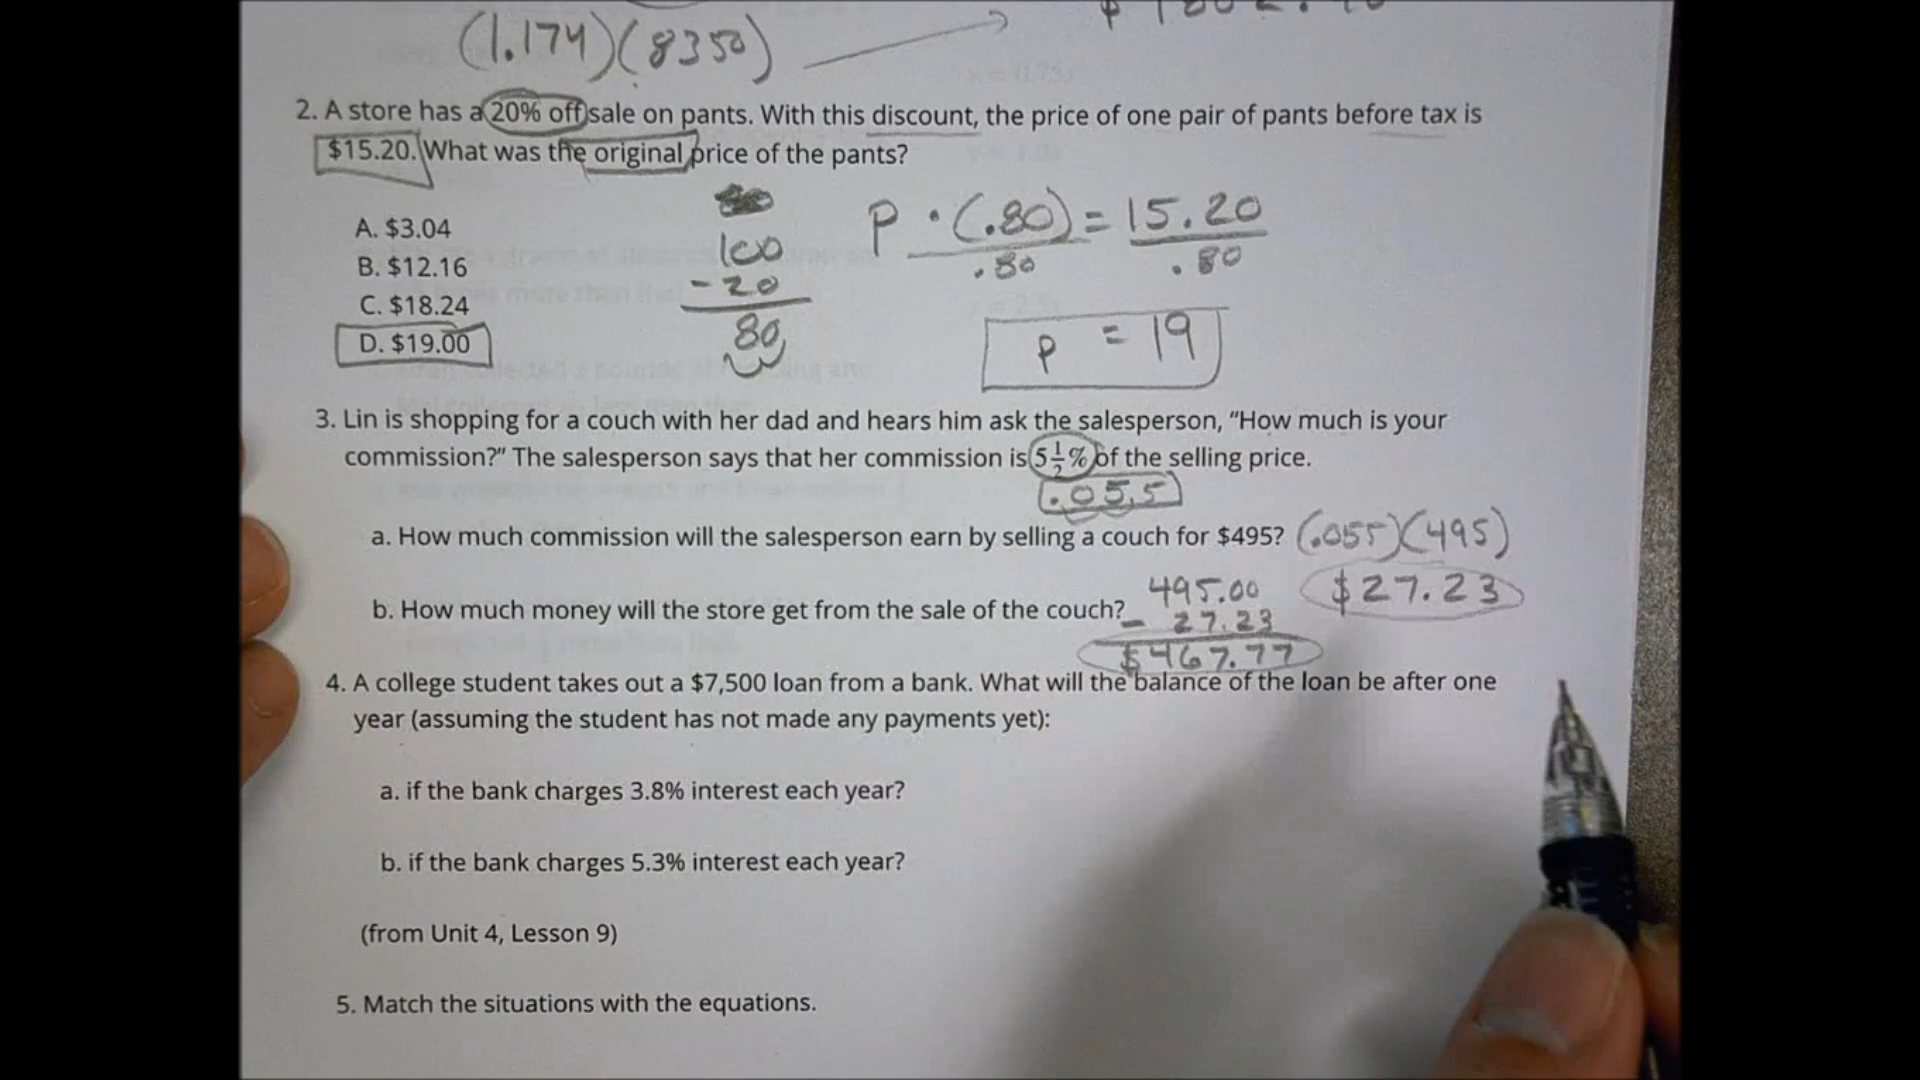 (1.174)(8350)
2. A store has a 20% off sale on pants. With this discount, the price of one pair of pants before tax is
$15.20. What was the original price of the pants?
A. $3.04
B. $12.16
C. $18.24
D. $19.00
100
- 20
80
P · (.80) = 15.20
.80 .80
P = 19
3. Lin is shopping for a couch with her dad and hears him ask the salesperson, “How much is your
commission?” The salesperson says that her commission is 5 1/2% of the selling price.
.05.5
a. How much commission will the salesperson earn by selling a couch for $495? (.055)(495)
$27.23
b. How much money will the store get from the sale of the couch?
495.00
- 27.23
$467.77
4. A college student takes out a $7,500 loan from a bank. What will the balance of the loan be after one
year (assuming the student has not made any payments yet):
a. if the bank charges 3.8% interest each year?
b. if the bank charges 5.3% interest each year?
(from Unit 4, Lesson 9)
5. Match the situations with the equations.